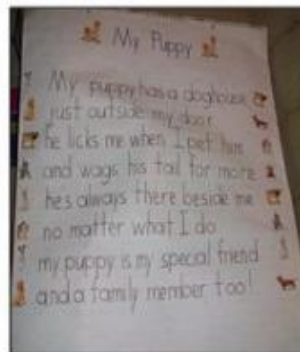 My Puppy
My puppy has a doghouse
just outside my door
he licks me when I pet him
and wags his tail for more
hes always there beside me
no matter what I do
my puppy is my special friend
and a family member too!